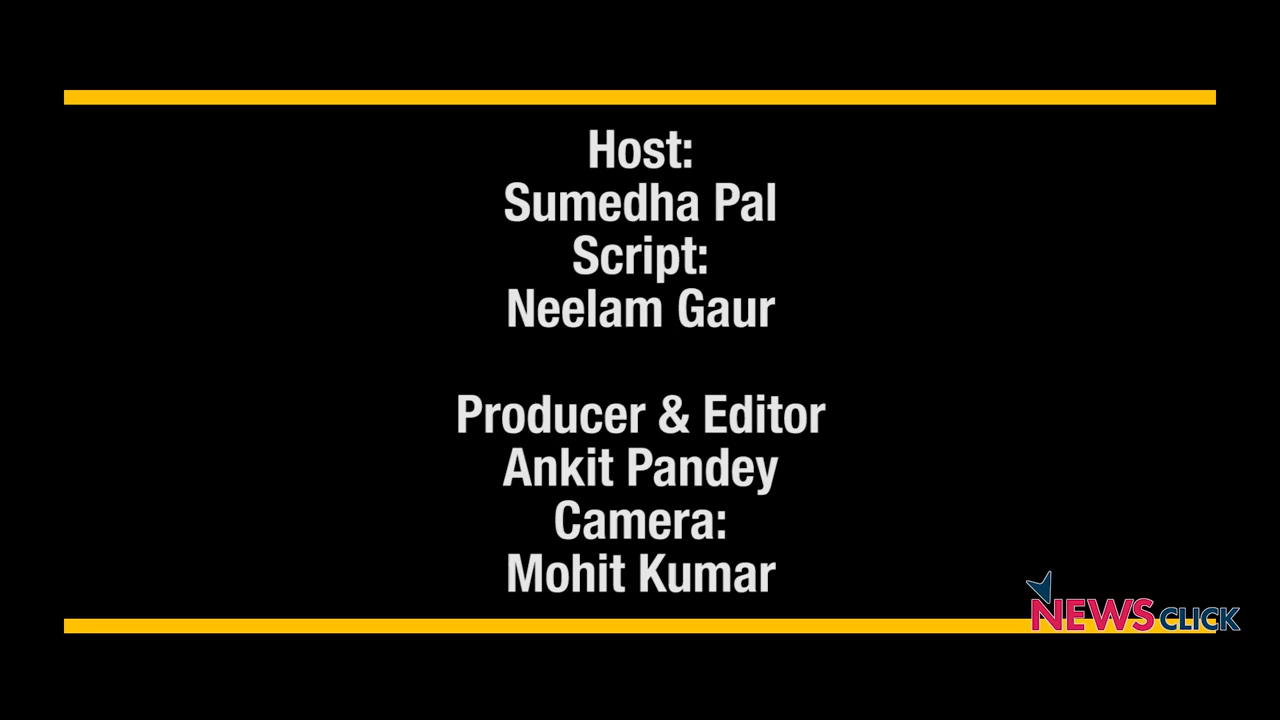 Host:
Sumedha Pal
Script:
Neelam Gaur
Producer & Editor
Ankit Pandey
Camera:
Mohit Kumar
NEWSCLICK